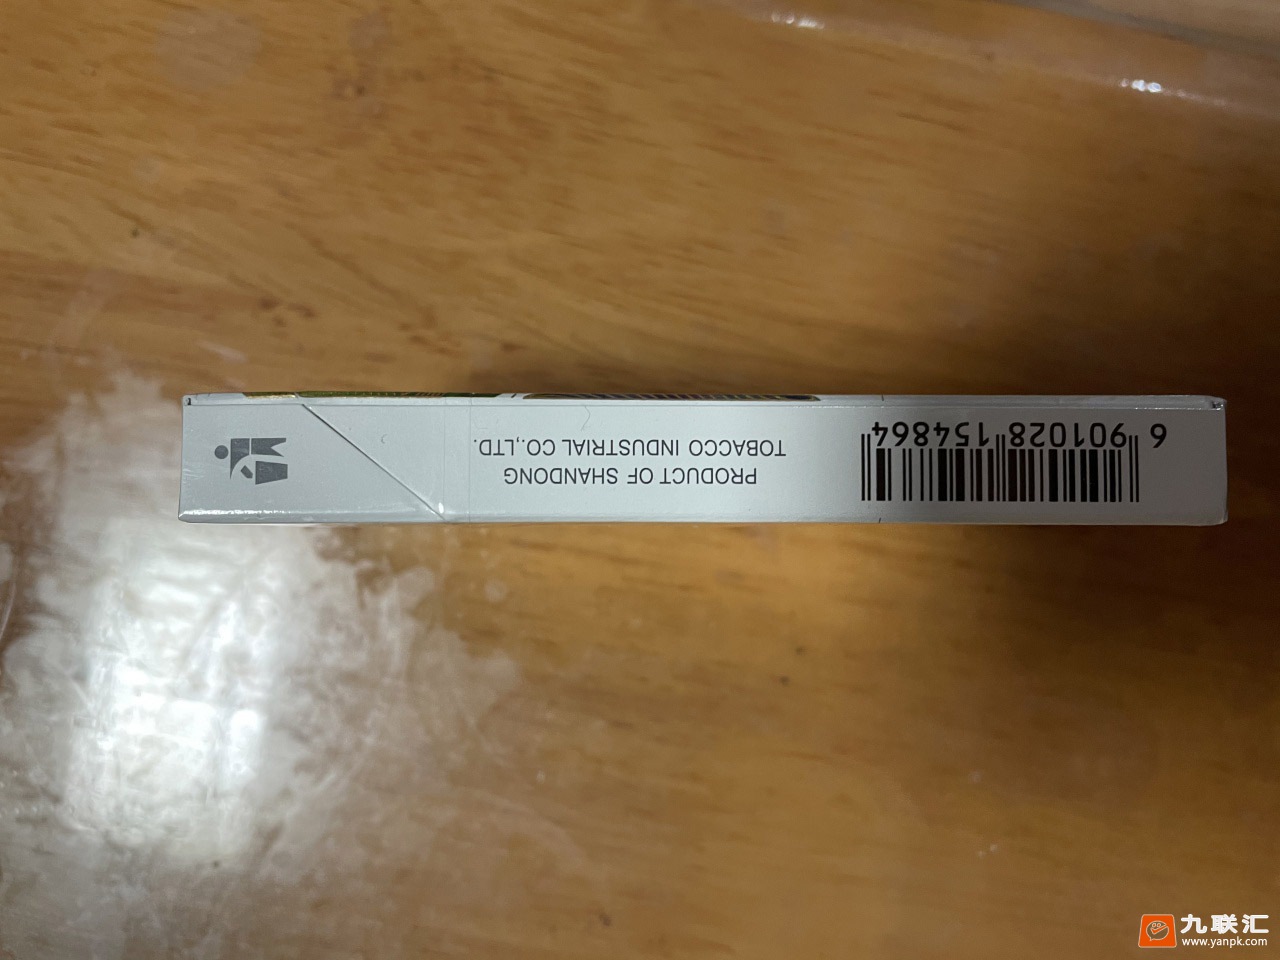 PRODUCT OF SHANDONG
TOBACCO INDUSTRIAL CO.,LTD.
6 901028 154864
九联汇
www.yanpk.com